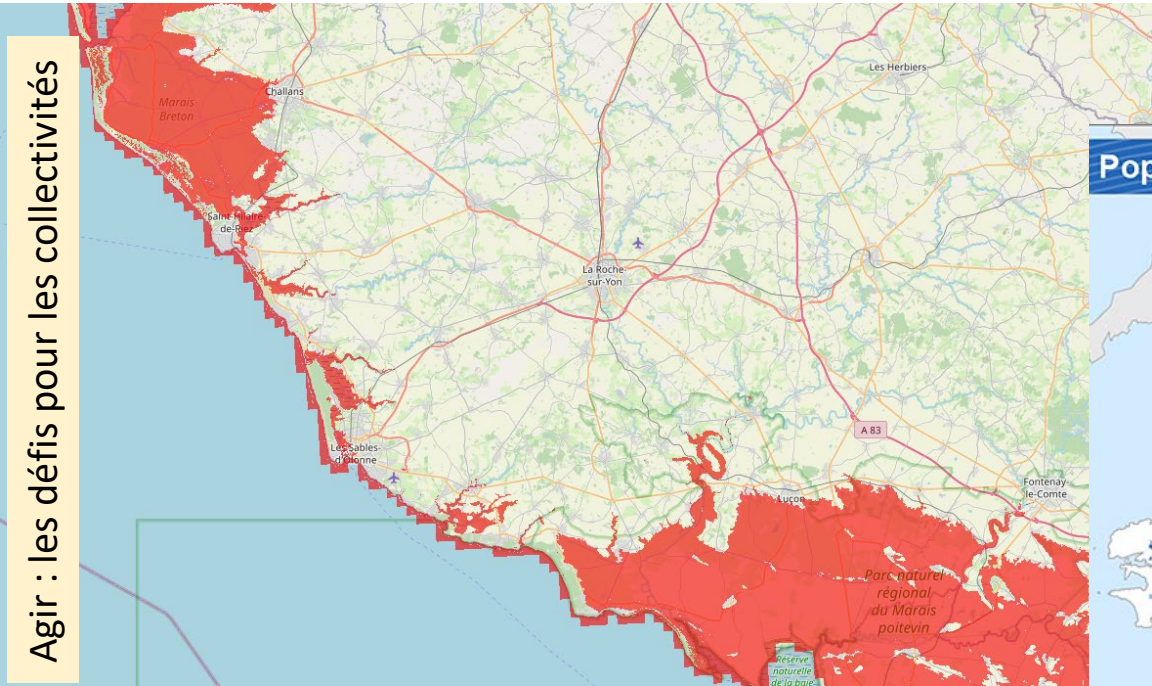 Agir : les défis pour les collectivités
Marais
Breton
Challans
Les Herbiers
Pop
Saint-Hilaire-
de-Riez
La Roche-
sur-Yon
A 83
Les Sables-
d'Olonne
Luçon
Fontenay-
le-Comte
Parc naturel
régional
du Marais
poitevin
Réserve
naturelle
de la baie